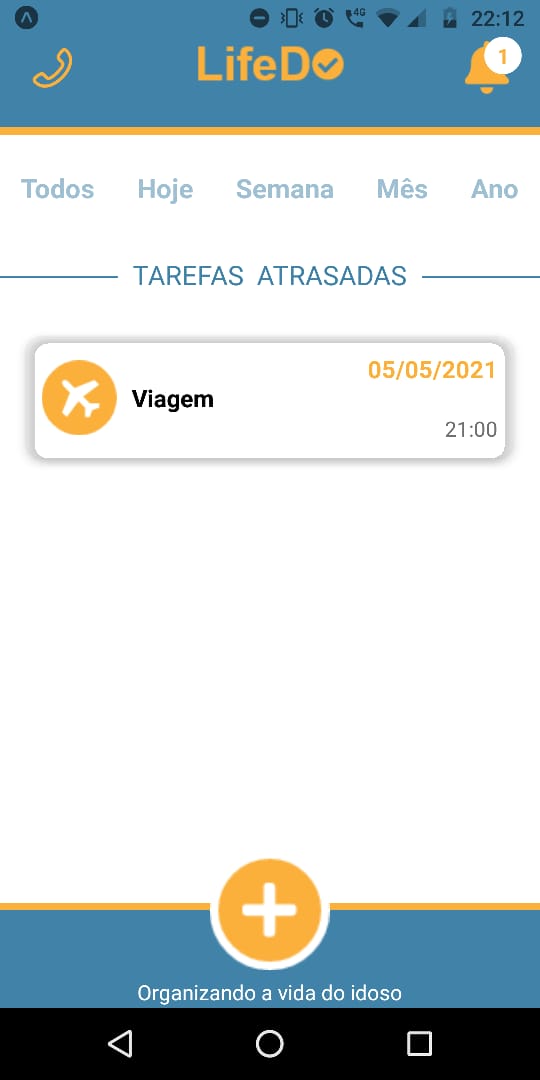 4G 22:12
LifeDo
1
Todos Hoje Semana Mês Ano
TAREFAS ATRASADAS
05/05/2021
Viagem
21:00
Organizando a vida do idoso